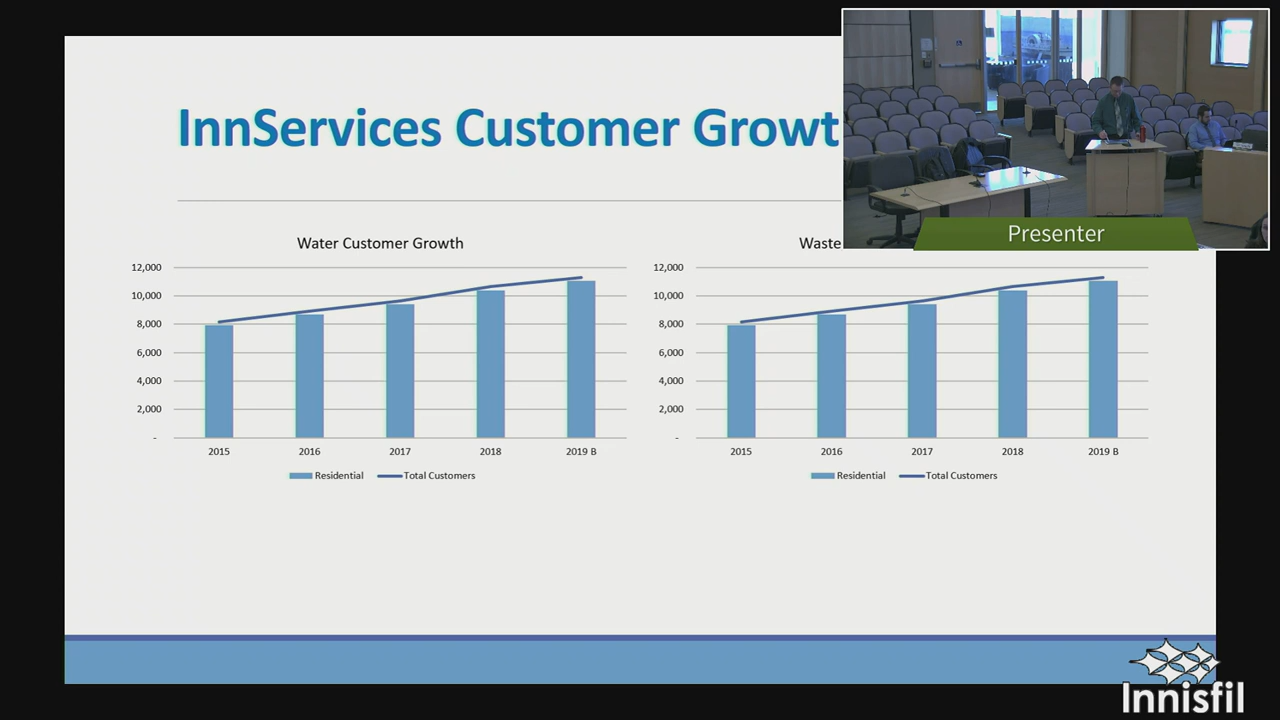 InnServices Customer Growt
Presenter
Water Customer Growth
12,000
10,000
8,000
6,000
4,000
2,000
-
2015 2016 2017 2018 2019 B
Residential Total Customers
Waste
12,000
10,000
8,000
6,000
4,000
2,000
-
2015 2016 2017 2018 2019 B
Residential Total Customers
Innisfil